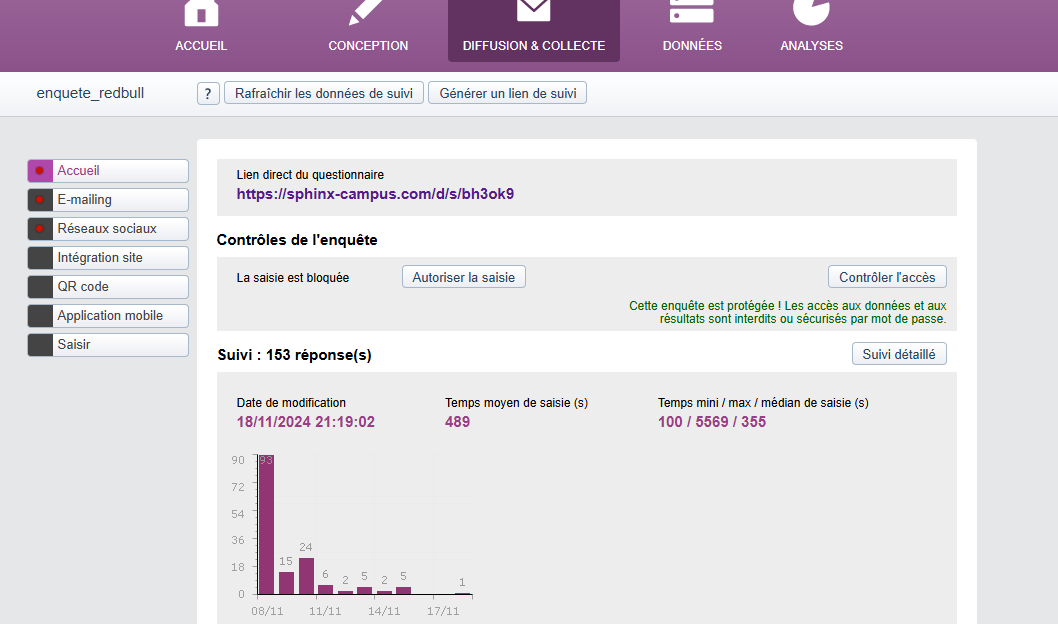 ACCUEIL
CONCEPTION
DIFFUSION & COLLECTE
DONNÉES
ANALYSES
enquete_redbull
?
Rafraîchir les données de suivi
Générer un lien de suivi
Accueil
E-mailing
Réseaux sociaux
Intégration site
QR code
Application mobile
Saisir
Lien direct du questionnaire
https://sphinx-campus.com/d/s/bh3ok9
Contrôles de l'enquête
La saisie est bloquée
Autoriser la saisie
Contrôler l'accès
Cette enquête est protégée ! Les accès aux données et aux
résultats sont interdits ou sécurisés par mot de passe.
Suivi : 153 réponse(s)
Suivi détaillé
Date de modification
18/11/2024 21:19:02
Temps moyen de saisie (s)
489
Temps mini / max / médian de saisie (s)
100 / 5569 / 355
90
72
54
36
18
0
93
15
24
6
2
5
2
5
1
08/11
11/11
14/11
17/11